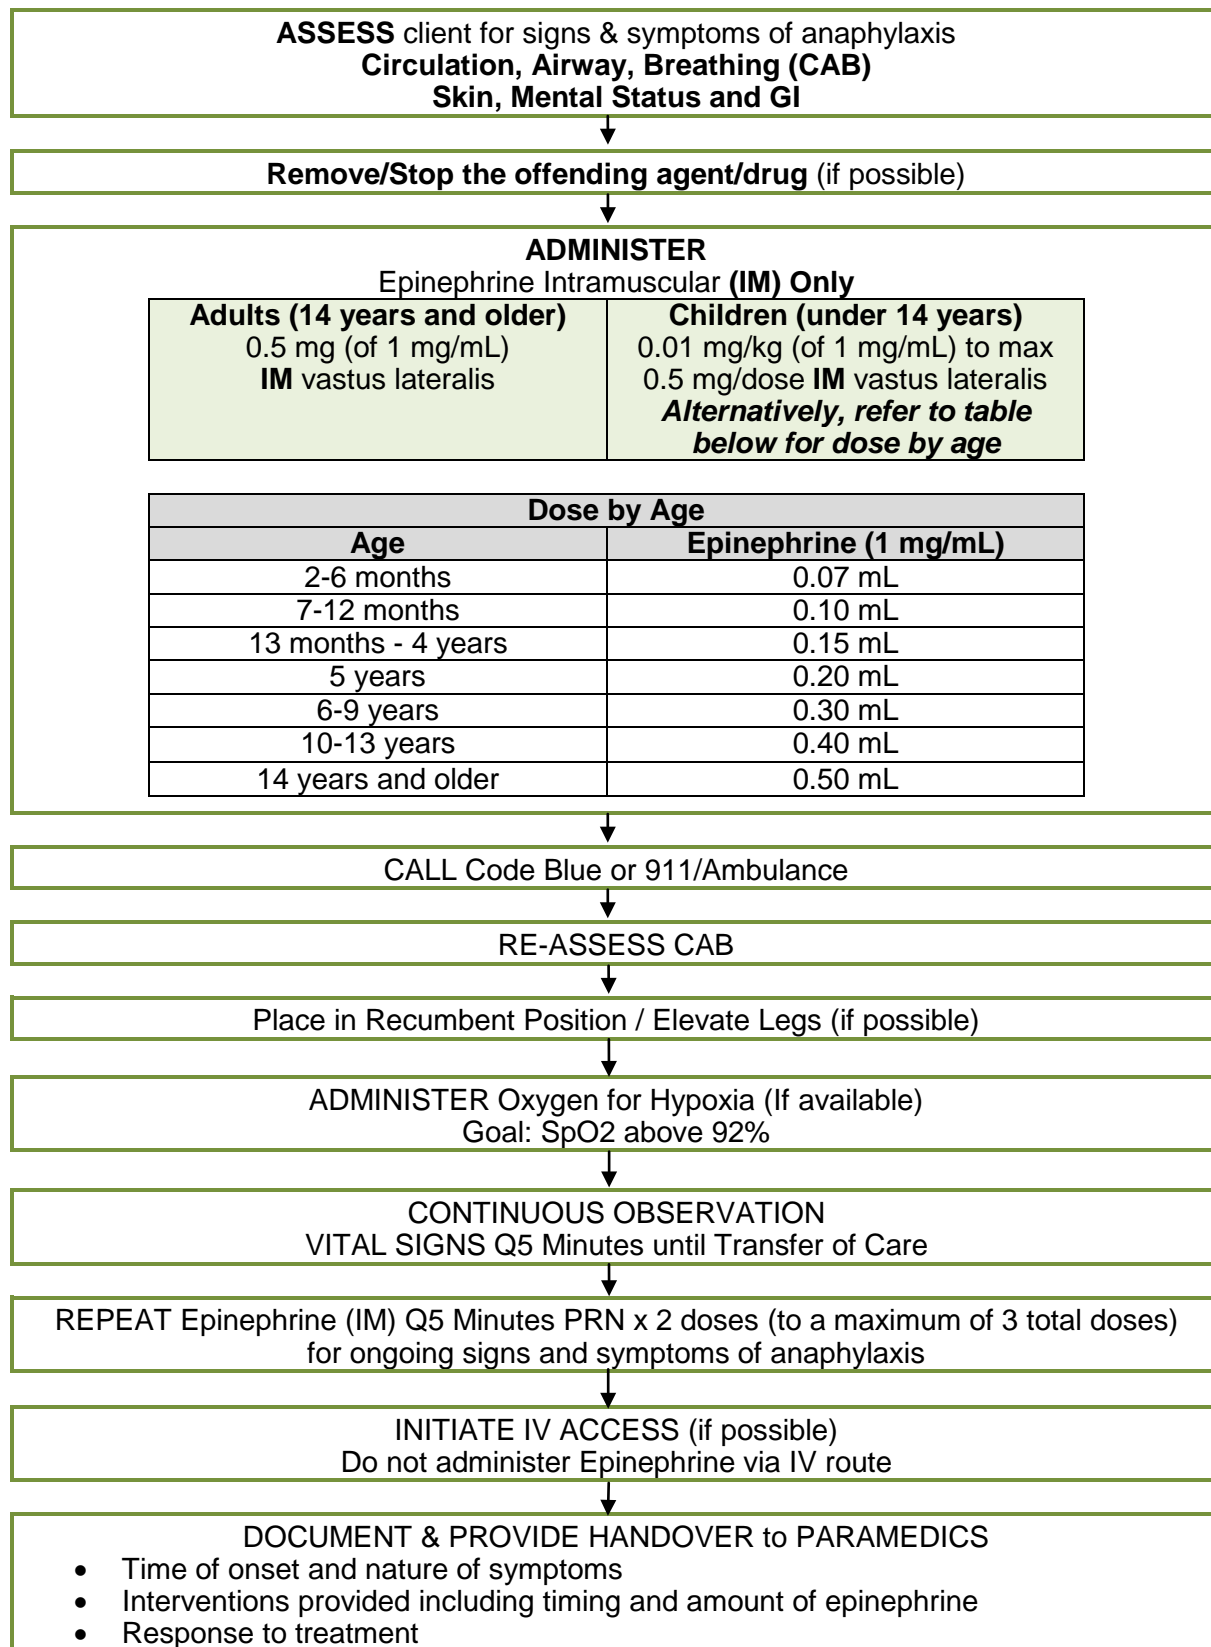 ASSESS client for signs & symptoms of anaphylaxis
Circulation, Airway, Breathing (CAB)
Skin, Mental Status and GI
Remove/Stop the offending agent/drug (if possible)
ADMINISTER
Epinephrine Intramuscular (IM) Only
Adults (14 years and older)
0.5 mg (of 1 mg/mL)
IM vastus lateralis
Children (under 14 years)
0.01 mg/kg (of 1 mg/mL) to max
0.5 mg/dose IM vastus lateralis
Alternatively, refer to table
below for dose by age
Dose by Age
Age Epinephrine (1 mg/mL)
2-6 months 0.07 mL
7-12 months 0.10 mL
13 months - 4 years 0.15 mL
5 years 0.20 mL
6-9 years 0.30 mL
10-13 years 0.40 mL
14 years and older 0.50 mL
CALL Code Blue or 911/Ambulance
RE-ASSESS CAB
Place in Recumbent Position / Elevate Legs (if possible)
ADMINISTER Oxygen for Hypoxia (If available)
Goal: SpO2 above 92%
CONTINUOUS OBSERVATION
VITAL SIGNS Q5 Minutes until Transfer of Care
REPEAT Epinephrine (IM) Q5 Minutes PRN x 2 doses (to a maximum of 3 total doses)
for ongoing signs and symptoms of anaphylaxis
INITIATE IV ACCESS (if possible)
Do not administer Epinephrine via IV route
DOCUMENT & PROVIDE HANDOVER to PARAMEDICS
• Time of onset and nature of symptoms
• Interventions provided including timing and amount of epinephrine
• Response to treatment